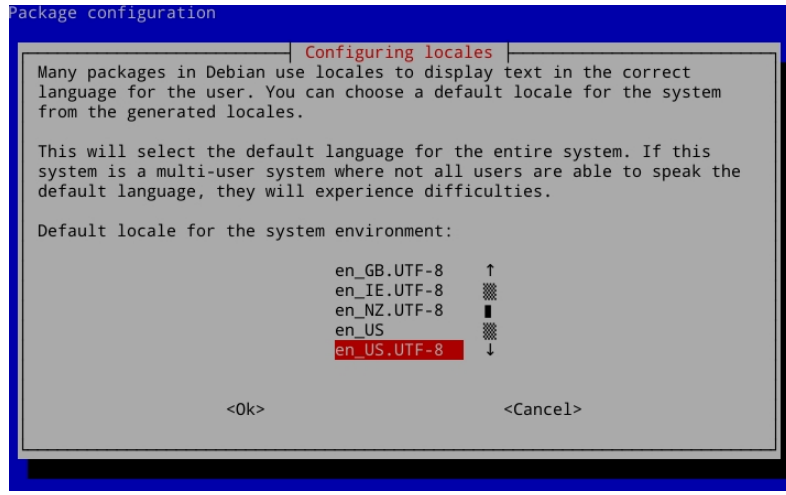 Package configuration
Configuring locales
Many packages in Debian use locales to display text in the correct
language for the user. You can choose a default locale for the system
from the generated locales.
This will select the default language for the entire system. If this
system is a multi-user system where not all users are able to speak the
default language, they will experience difficulties.
Default locale for the system environment:
en_GB.UTF-8
en_IE.UTF-8
en_NZ.UTF-8
en_US
en_US.UTF-8
<Ok> <Cancel>